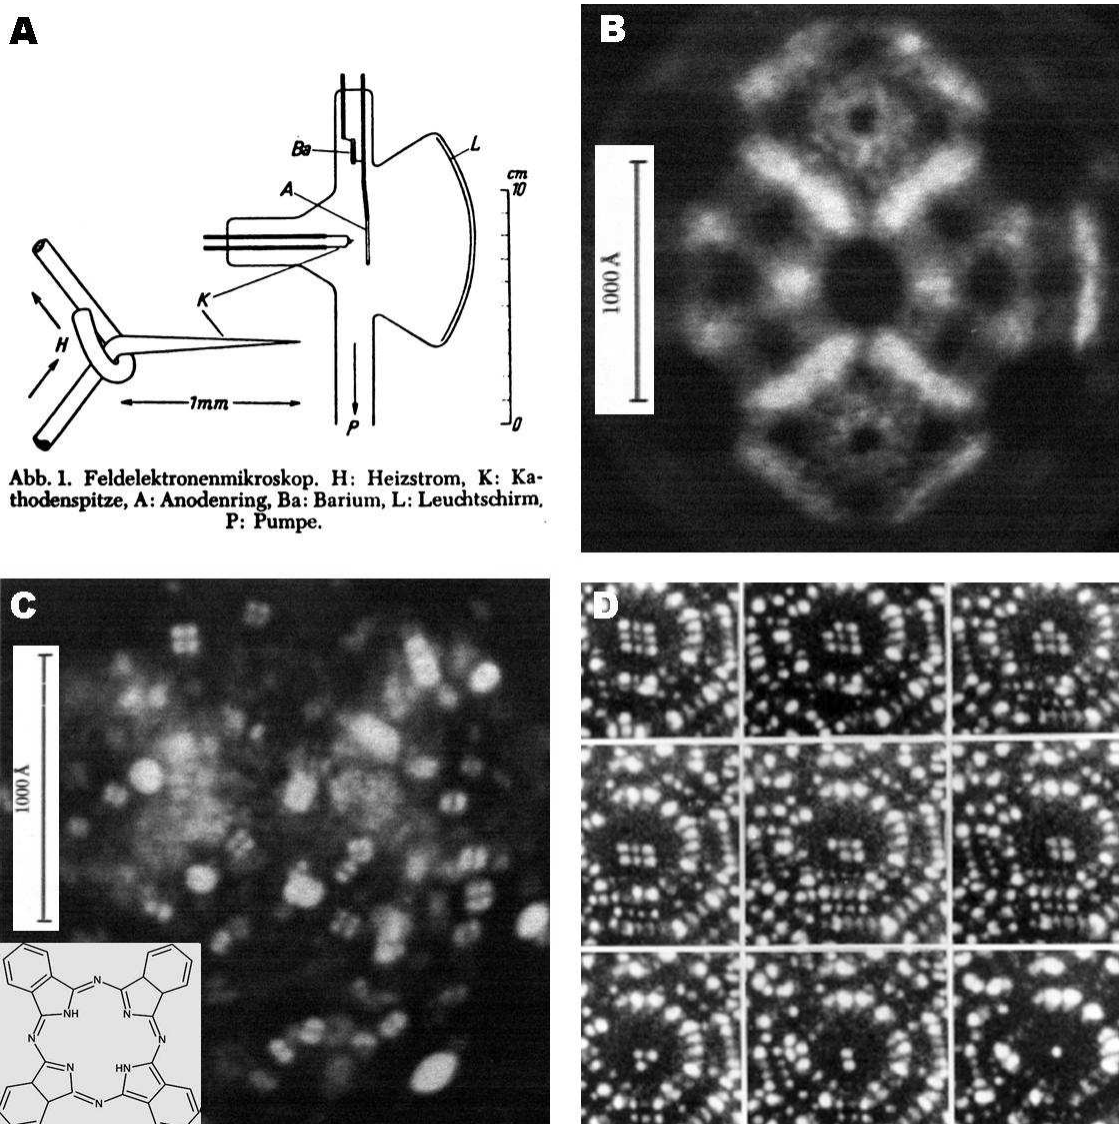 A
Ba
L
A
cm
10
K
H
1mm
P
0
Abb. 1. Feldelektronenmikroskop. H: Heizstrom, K: Ka-
thodenspitze, A: Anodenring, Ba: Barium, L: Leuchtschirm,
P: Pumpe.
B
1000 Å
C
1000 Å
N
NH
N
N
N
N
HN
N
D